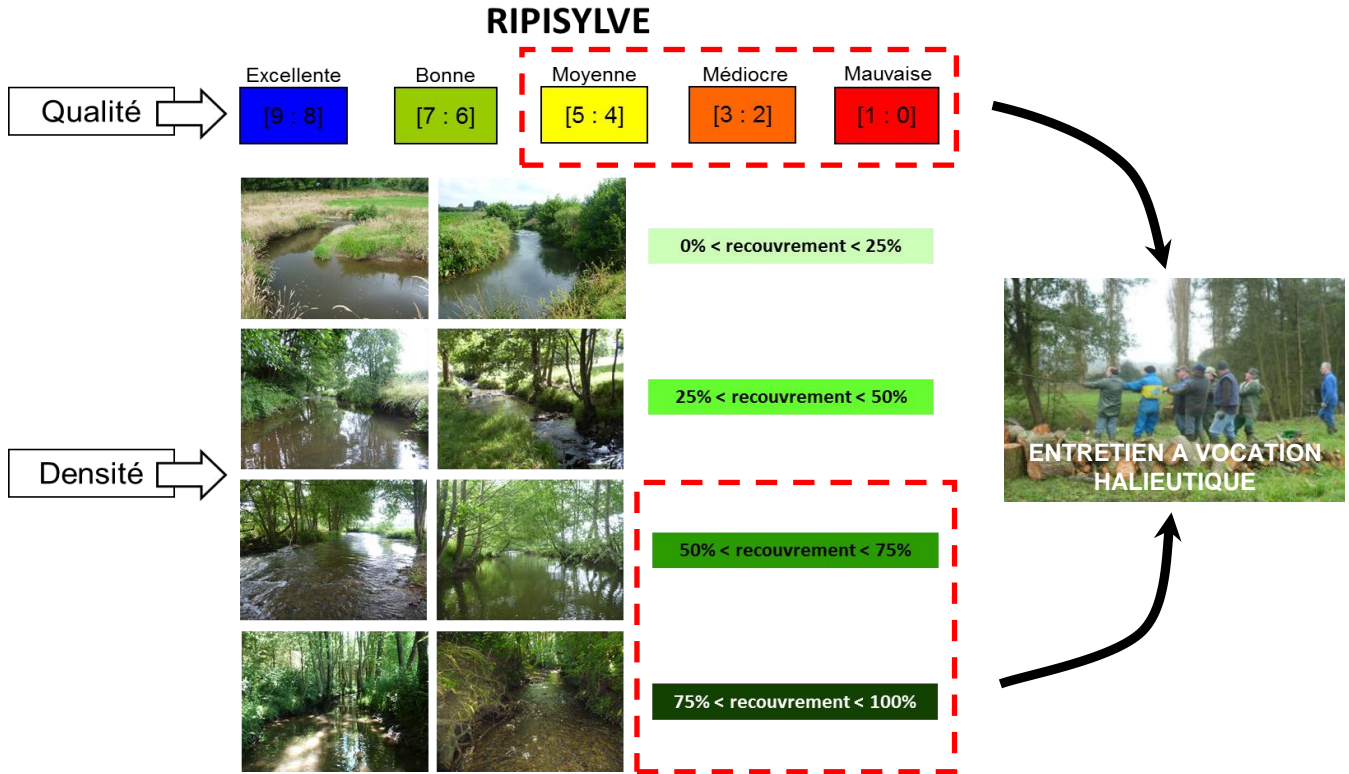 RIPISYLVE
Qualité
Excellente
Bonne
Moyenne
Médiocre
Mauvaise
[9 : 8]
[7 : 6]
[5 : 4]
[3 : 2]
[1 : 0]
0% < recouvrement < 25%
25% < recouvrement < 50%
Densité
50% < recouvrement < 75%
75% < recouvrement < 100%
ENTRETIEN A VOCATION
HALIEUTIQUE